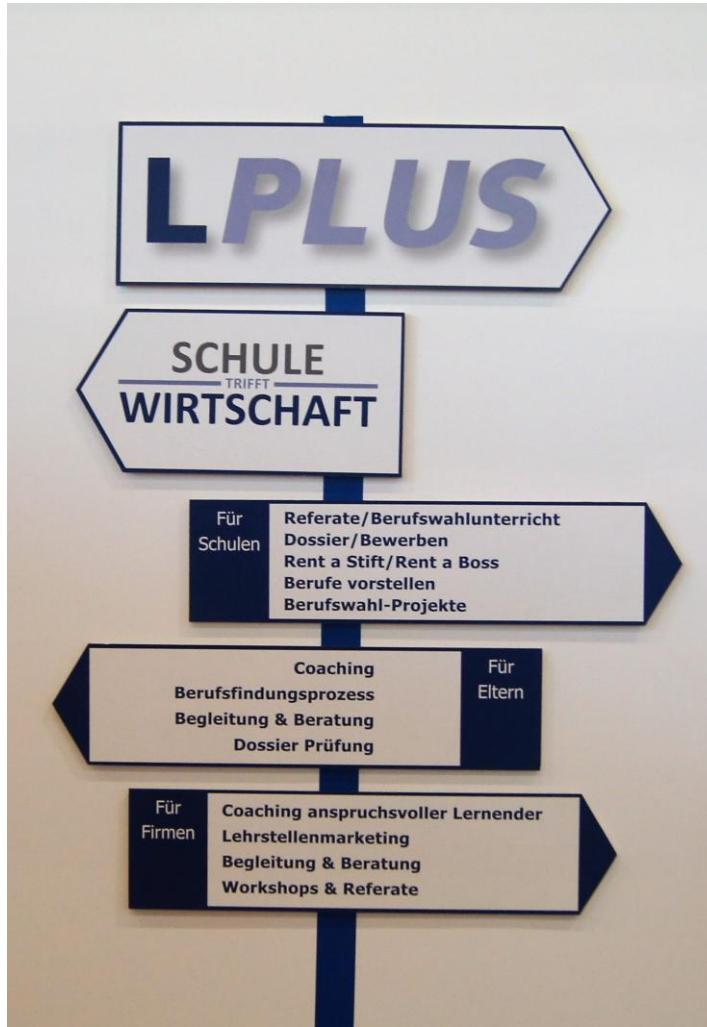 LPLUS
SCHULE
TRIFFT
WIRTSCHAFT
Für
Schulen
Referate/Berufswahlunterricht
Dossier/Bewerben
Rent a Stift/Rent a Boss
Berufe vorstellen
Berufswahl-Projekte
Coaching
Berufsfindungsprozess
Begleitung & Beratung
Dossier Prüfung
Für
Eltern
Für
Firmen
Coaching anspruchsvoller Lernender
Lehrstellenmarketing
Begleitung & Beratung
Workshops & Referate